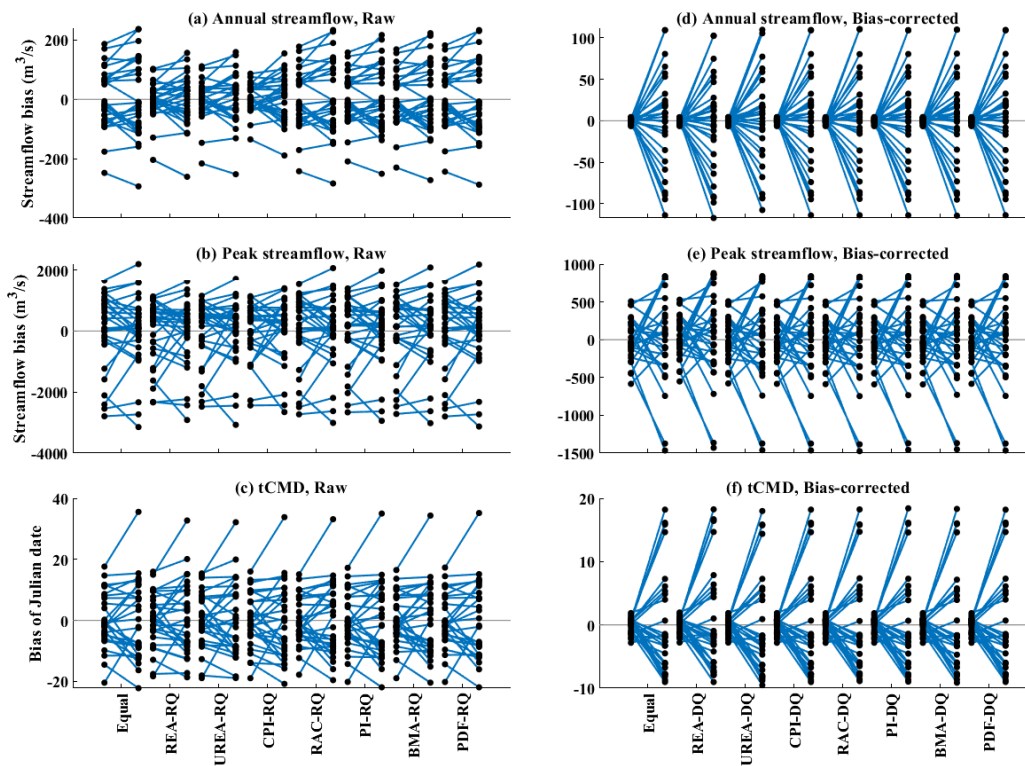 (a) Annual streamflow, Raw
Streamflow bias (m³/s)
200
0
-200
-400
(d) Annual streamflow, Bias-corrected
100
50
0
-50
-100
(b) Peak streamflow, Raw
Streamflow bias (m³/s)
2000
0
-2000
-4000
(e) Peak streamflow, Bias-corrected
1000
500
0
-500
-1000
-1500
(c) tCMD, Raw
Bias of Julian date
40
20
0
-20
Equal
REA-RQ
UREA-RQ
CPI-RQ
RAC-RQ
PI-RQ
BMA-RQ
PDF-RQ
(f) tCMD, Bias-corrected
20
10
0
-10
Equal
REA-DQ
UREA-DQ
CPI-DQ
RAC-DQ
PI-DQ
BMA-DQ
PDF-DQ